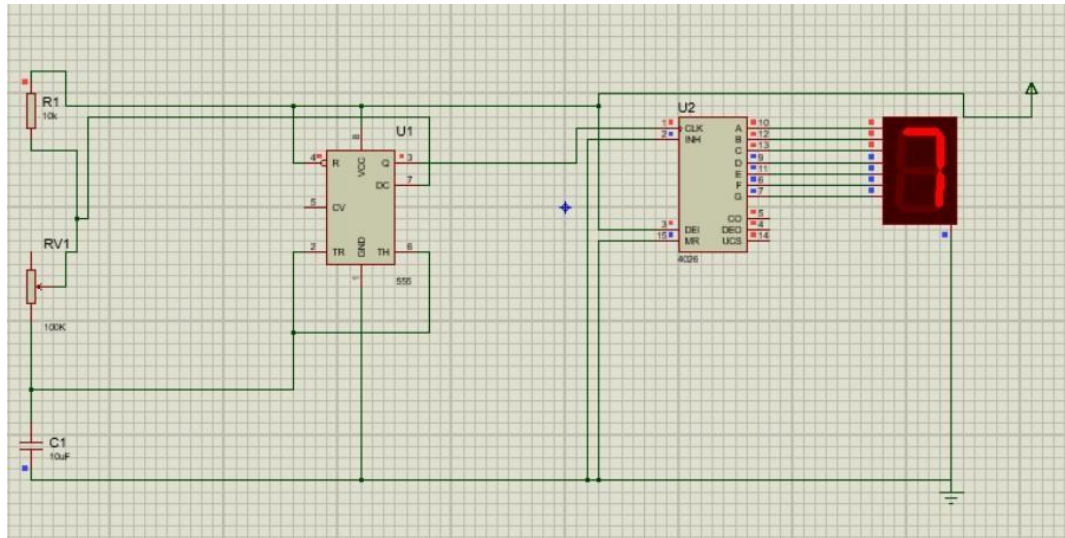 R1
10k
RV1
100K
C1
10uF
U1
4
R
5
CV
2
TR
8
VCC
GND
1
Q
3
DC
7
TH
6
555
U2
1
CLK
2
INH
3
DEI
15
MR
A
10
B
12
C
13
D
9
E
11
F
6
G
7
CO
5
DEO
4
UCS
14
4026
7